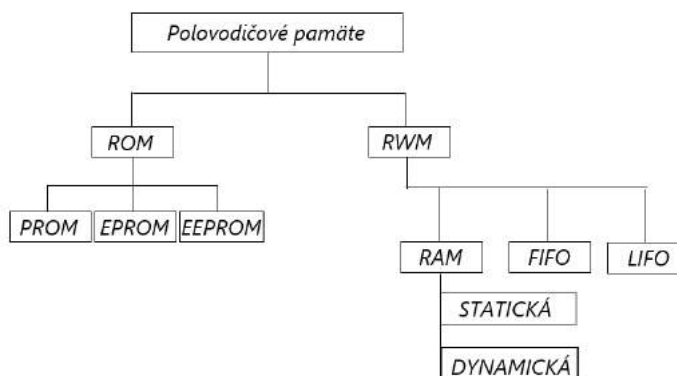 Polovodičové pamäte
ROM
RWM
PROM
EPROM
EEPROM
RAM
FIFO
LIFO
STATICKÁ
DYNAMICKÁ